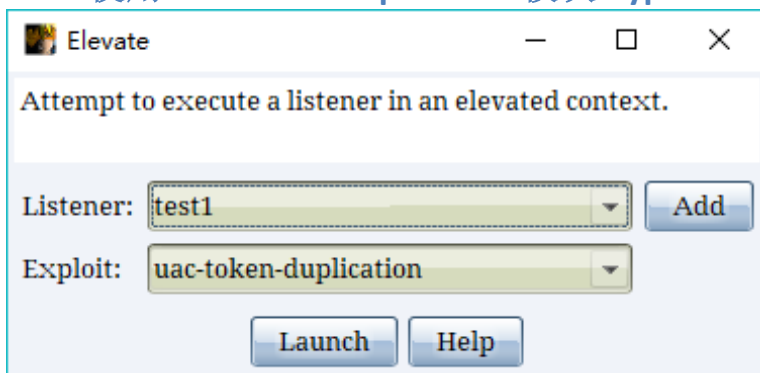 Elevate
Attempt to execute a listener in an elevated context.
Listener: test1 Add
Exploit: uac-token-duplication
Launch Help